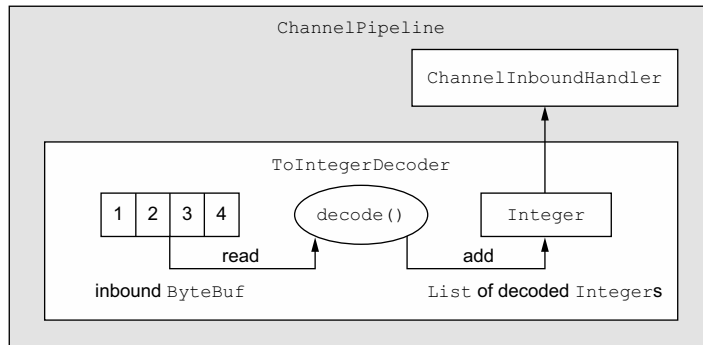 ChannelPipeline
ChannelInboundHandler
ToIntegerDecoder
1 2 3 4
decode()
Integer
read
add
inbound ByteBuf
List of decoded Integers